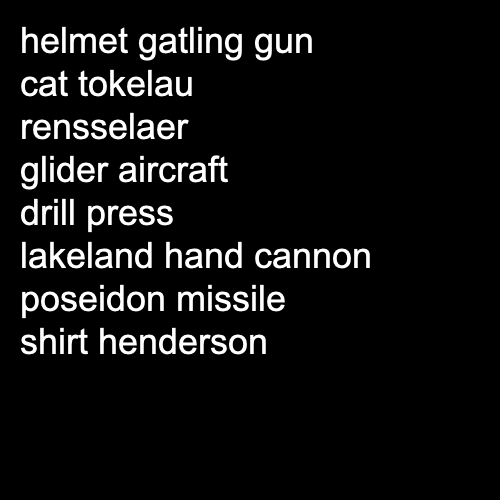 helmet gatling gun
cat tokelau
rensselaer
glider aircraft
drill press
lakeland hand cannon
poseidon missile
shirt henderson